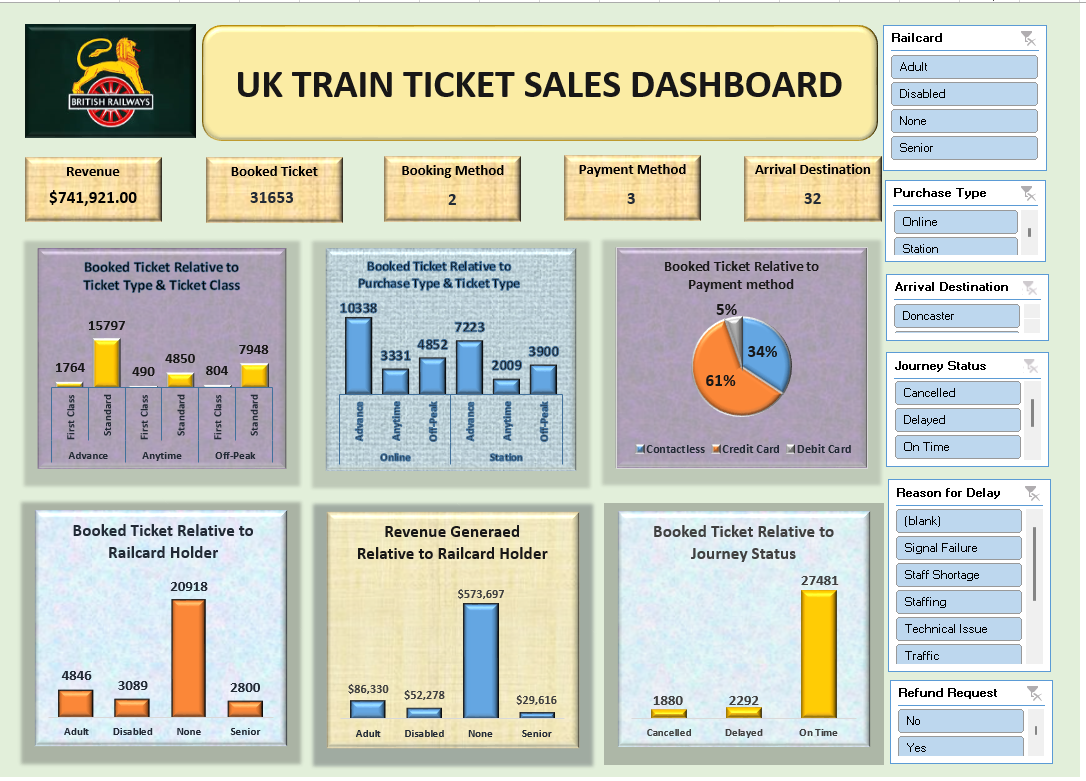 BRITISH RAILWAYS
UK TRAIN TICKET SALES DASHBOARD
Revenue
$741,921.00
Booked Ticket
31653
Booking Method
2
Payment Method
3
Arrival Destination
32
Booked Ticket Relative to
Ticket Type & Ticket Class
1764
15797
490
4850
804
7948
First Class
Standard
First Class
Standard
First Class
Standard
Advance
Anytime
Off-Peak
Booked Ticket Relative to
Purchase Type & Ticket Type
10338
3331
4852
7223
2009
3900
Advance
Anytime
Off-Peak
Advance
Anytime
Off-Peak
Online
Station
Booked Ticket Relative to
Payment method
5%
34%
61%
Contactless
Credit Card
Debit Card
Booked Ticket Relative to
Railcard Holder
4846
3089
20918
2800
Adult
Disabled
None
Senior
Revenue Generaed
Relative to Railcard Holder
$86,330
$52,278
$573,697
$29,616
Adult
Disabled
None
Senior
Booked Ticket Relative to
Journey Status
1880
2292
27481
Cancelled
Delayed
On Time
Railcard
Adult
Disabled
None
Senior
Purchase Type
Online
Station
Arrival Destination
Doncaster
Journey Status
Cancelled
Delayed
On Time
Reason for Delay
(blank)
Signal Failure
Staff Shortage
Staffing
Technical Issue
Traffic
Refund Request
No
Yes